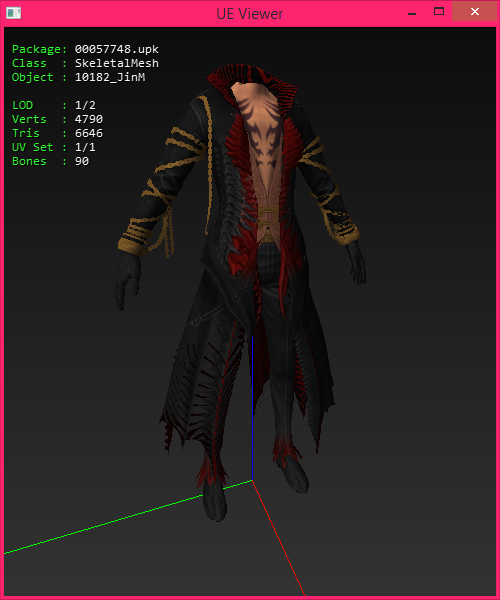 UE Viewer
Package: 00057748.upk
Class : SkeletalMesh
Object : 10182_JinM
LOD : 1/2
Verts : 4790
Tris : 6646
UV Set : 1/1
Bones : 90